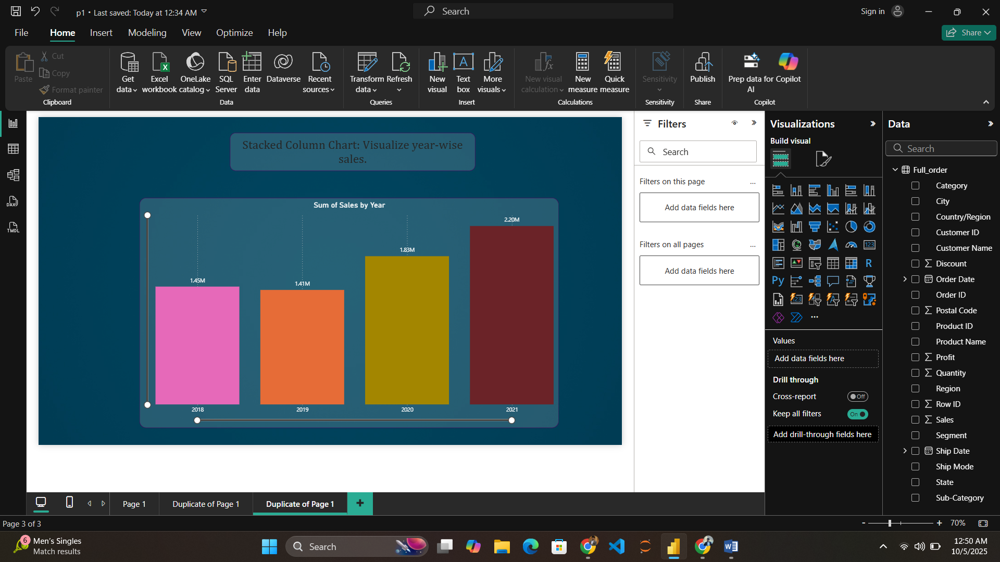 p1 • Last saved: Today at 12:34 AM
Search
Sign in
File
Home
Insert
Modeling
View
Optimize
Help
Share
Paste
Cut
Copy
Format painter
Clipboard
Get data
Excel workbook
OneLake catalog
SQL Server
Enter data
Dataverse
Recent sources
Data
Transform data
Refresh
Queries
New visual
Text box
More visuals
Insert
New visual calculation
New measure
Quick measure
Calculations
Sensitivity
Sensitivity
Publish
Share
Prep data for AI
Copilot
Copilot
DAX
TMDL
Stacked Column Chart: Visualize year-wise
sales.
Sum of Sales by Year
2.20M
1.83M
1.45M
1.41M
2018
2019
2020
2021
Filters
Search
Filters on this page
...
Add data fields here
Filters on all pages
...
Add data fields here
Visualizations
Build visual
123
R
Py
123
Values
Add data fields here
Drill through
Cross-report
Off
Keep all filters
On
Add drill-through fields here
Data
Search
Full_order
Category
City
Country/Region
Customer ID
Customer Name
Discount
Order Date
Order ID
Postal Code
Product ID
Product Name
Profit
Quantity
Region
Row ID
Sales
Segment
Ship Date
Ship Mode
State
Sub-Category
Page 1
Duplicate of Page 1
Duplicate of Page 1
+
Page 3 of 3
- + 70%
6
Men's Singles
Match results
Search
12:50 AM
10/5/2025